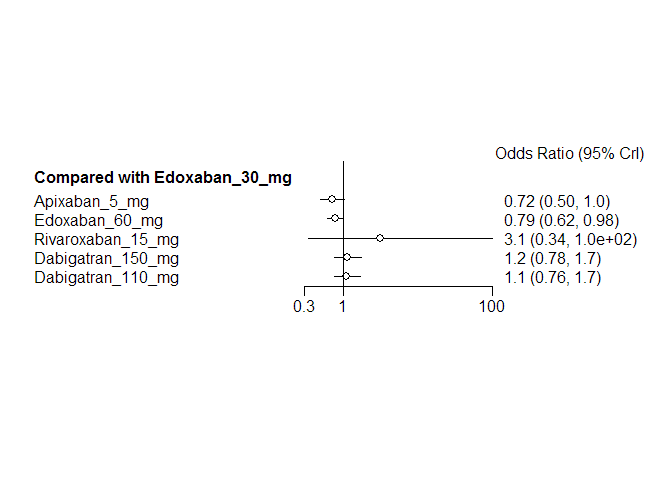 Odds Ratio (95% CrI)
Compared with Edoxaban_30_mg
Apixaban_5_mg 0.72 (0.50, 1.0)
Edoxaban_60_mg 0.79 (0.62, 0.98)
Rivaroxaban_15_mg 3.1 (0.34, 1.0e+02)
Dabigatran_150_mg 1.2 (0.78, 1.7)
Dabigatran_110_mg 1.1 (0.76, 1.7)
0.3 1 100